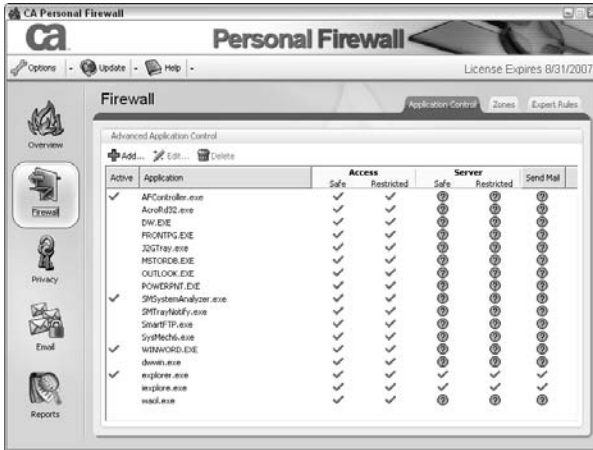 CA Personal Firewall
ca
Personal Firewall
Options Update Help License Expires 8/31/2007
Firewall
Application Control Zones Expert Rules
Advanced Application Control
Add... Edit... Delete
Access Server
Active Application Safe Restricted Safe Restricted Send Mail
AFController.exe
AcroRd32.exe
DW.EXE
FRONTPG.EXE
J2GTray.exe
MSTORDB.EXE
OUTLOOK.EXE
POWERPNT.EXE
SMSystemAnalyzer.exe
SMTrayNotify.exe
SmartFTP.exe
SysMech6.exe
WINWORD.EXE
dwwin.exe
explorer.exe
iexplore.exe
waol.exe
Overview
Firewall
Privacy
Email
Reports